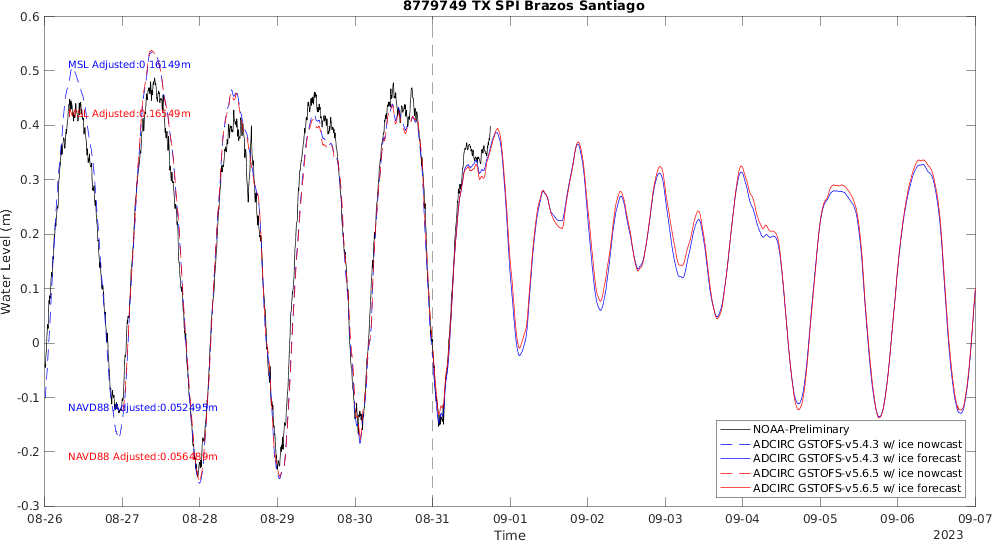 8779749 TX SPI Brazos Santiago
Water Level (m)
0.6
0.5
0.4
0.3
0.2
0.1
0
-0.1
-0.2
-0.3
MSL Adjusted:0.16149m
MSL Adjusted:0.16549m
NAVD88 Adjusted:0.052495m
NAVD88 Adjusted:0.056489m
NOAA-Preliminary
ADCIRC GSTOFS-v5.4.3 w/ ice nowcast
ADCIRC GSTOFS-v5.4.3 w/ ice forecast
ADCIRC GSTOFS-v5.6.5 w/ ice nowcast
ADCIRC GSTOFS-v5.6.5 w/ ice forecast
08-26 08-27 08-28 08-29 08-30 08-31 09-01 09-02 09-03 09-04 09-05 09-06 09-07
Time
2023